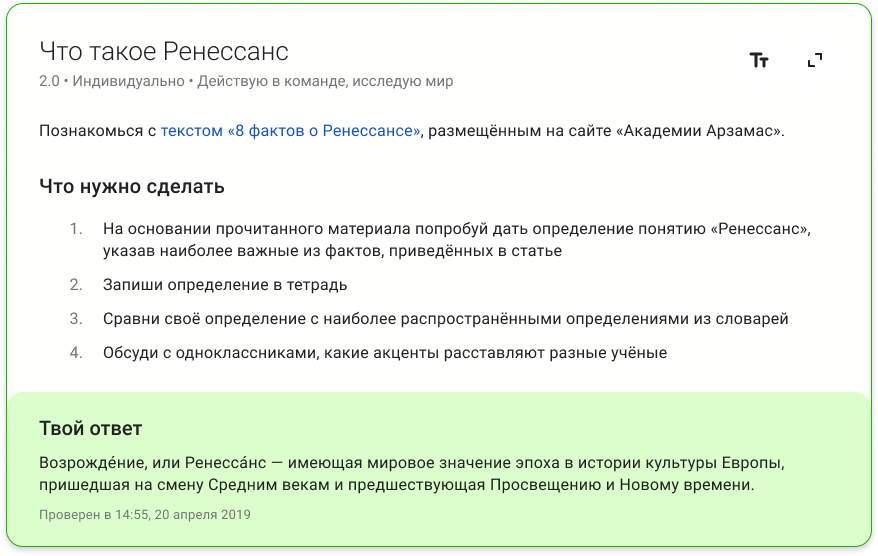 Что такое Ренессанс
2.0 • Индивидуально • Действую в команде, исследую мир
Тт
Познакомься с текстом «8 фактов о Ренессансе», размещённым на сайте «Академии Арзамас».
Что нужно сделать
1. На основании прочитанного материала попробуй дать определение понятию «Ренессанс»,
указав наиболее важные из фактов, приведённых в статье
2. Запиши определение в тетрадь
3. Сравни своё определение с наиболее распространёнными определениями из словарей
4. Обсуди с одноклассниками, какие акценты расставляют разные учёные
Твой ответ
Возрожде́ние, или Ренесса́нс — имеющая мировое значение эпоха в истории культуры Европы,
пришедшая на смену Средним векам и предшествующая Просвещению и Новому времени.
Проверен в 14:55, 20 апреля 2019